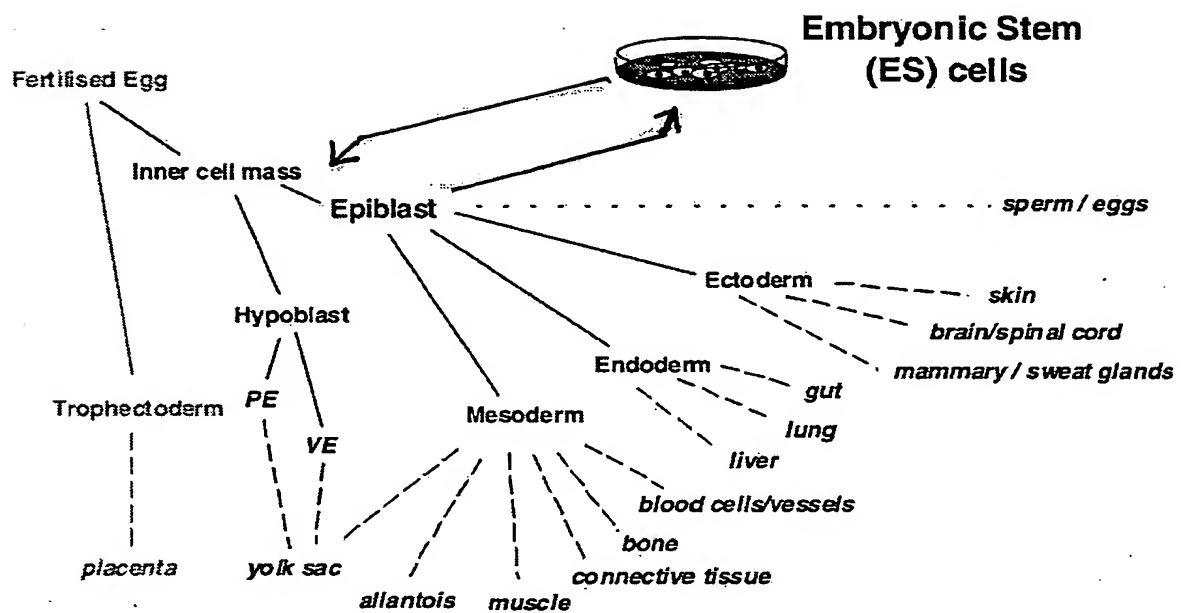 Embryonic Stem
(ES) cells
Fertilised Egg
Inner cell mass
Epiblast
sperm / eggs
Ectoderm
skin
Hypoblast
brain/spinal cord
Endoderm
mammary / sweat glands
PE
gut
Trophectoderm
Mesoderm
lung
VE
liver
blood cells/vessels
bone
placenta
yolk sac
connective tissue
allantois
muscle